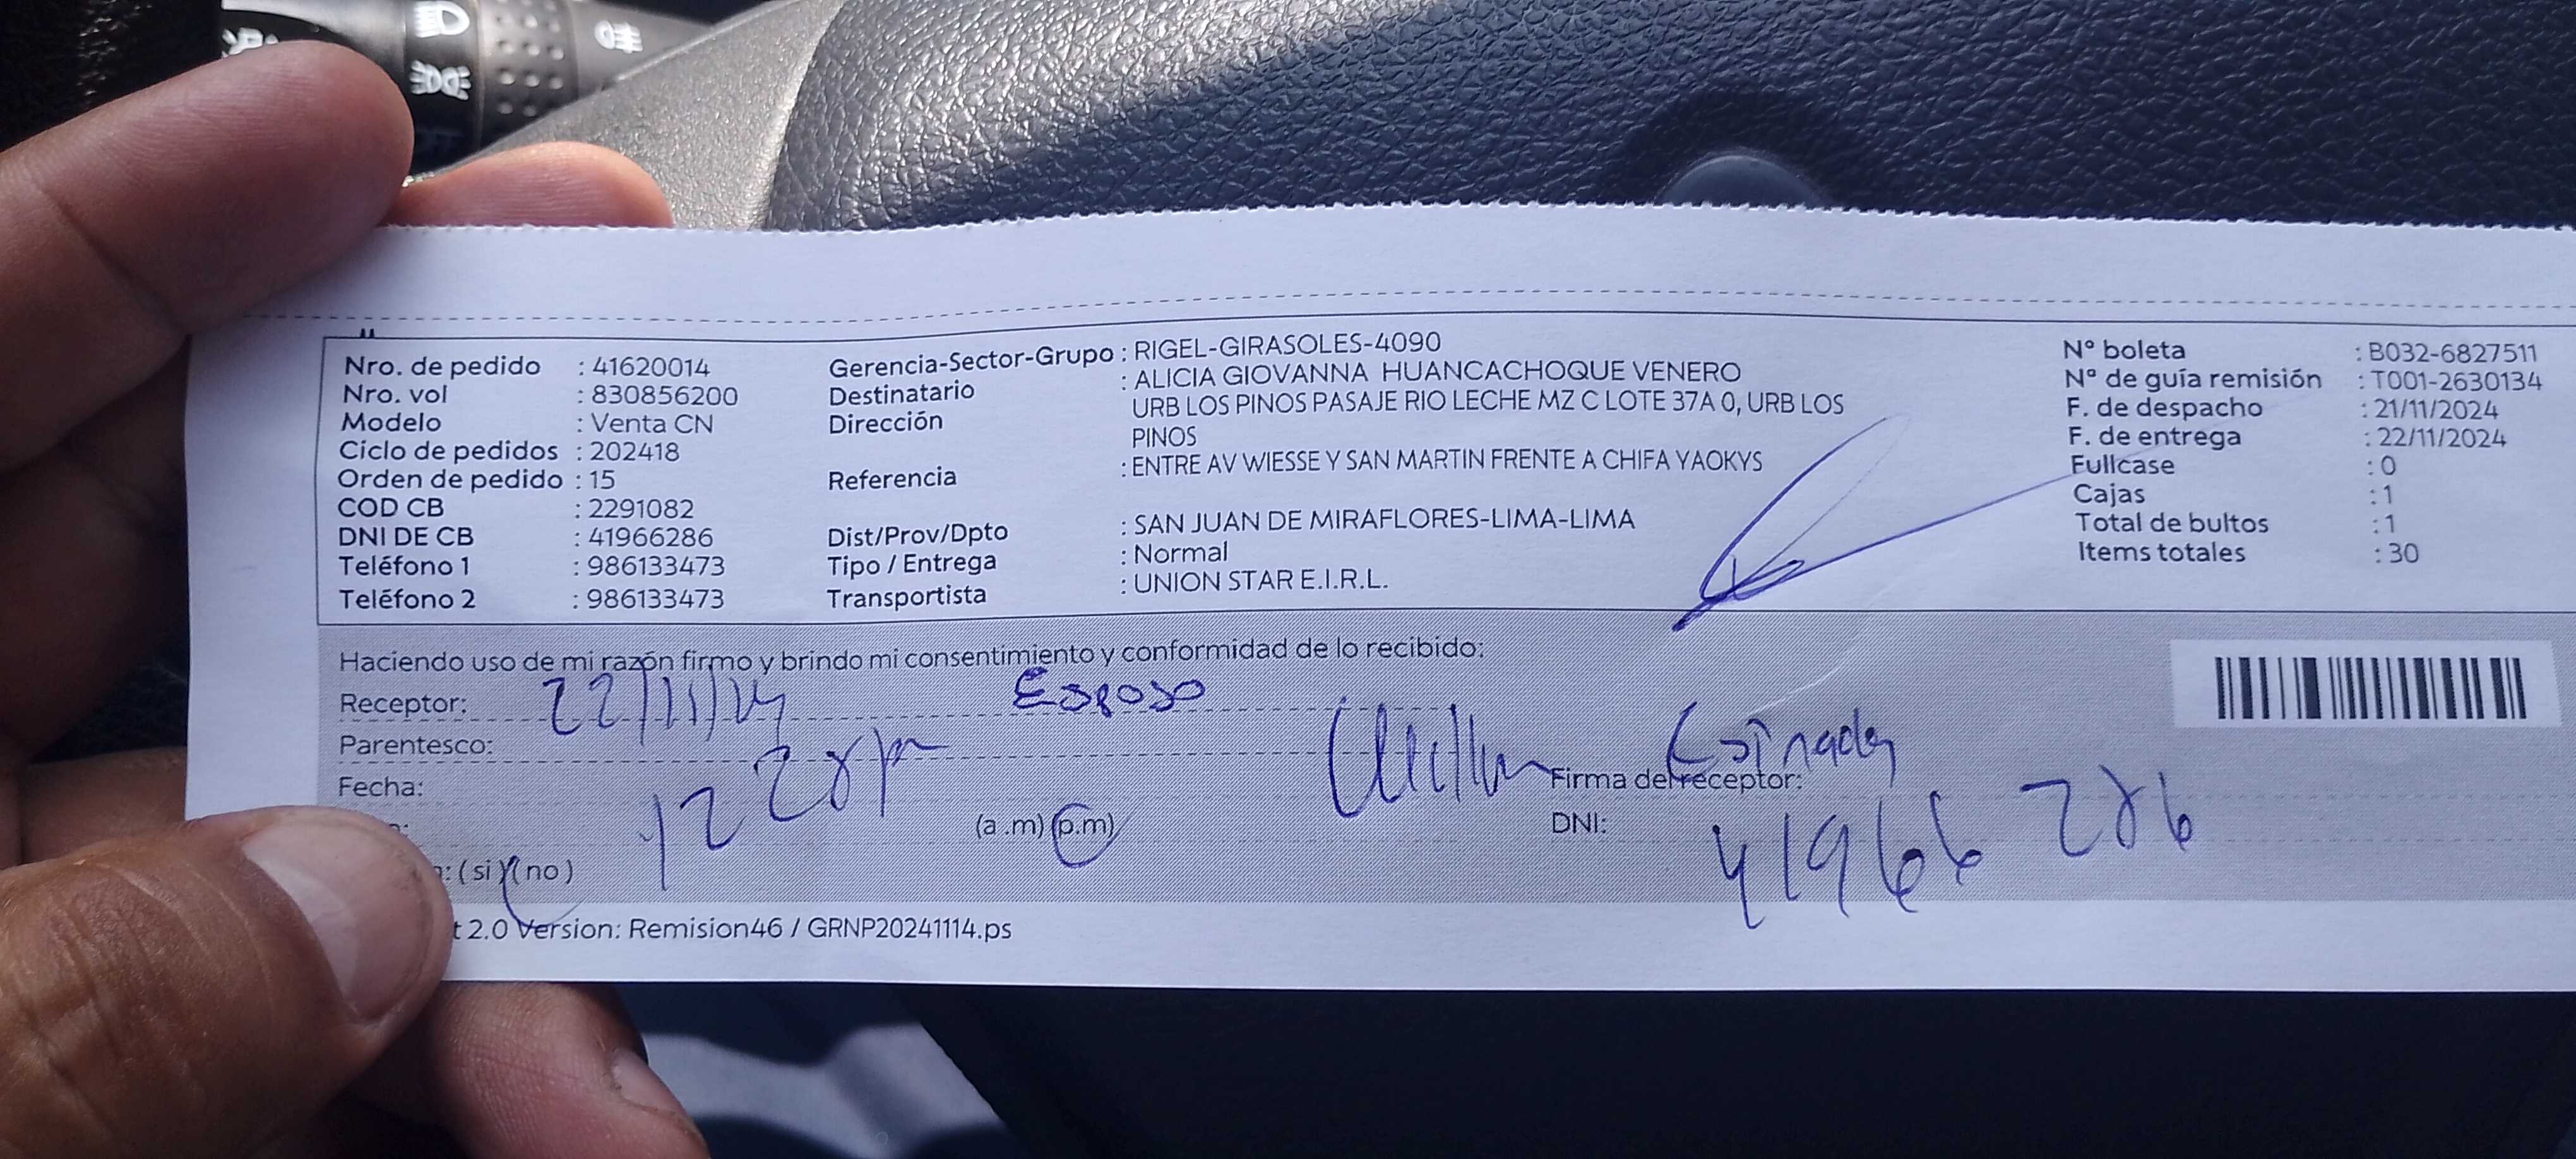 Nro. de pedido : 41620014
Nro. vol : 830856200
Modelo : Venta CN
Ciclo de pedidos : 202418
Orden de pedido : 15
COD CB : 2291082
DNI DE CB : 41966286
Teléfono 1 : 986133473
Teléfono 2 : 986133473
Gerencia-Sector-Grupo : RIGEL-GIRASOLES-4090
Destinatario : ALICIA GIOVANNA HUANCACHOQUE VENERO
Dirección URB LOS PINOS PASAJE RIO LECHE MZ C LOTE 37A 0, URB LOS
PINOS
Referencia : ENTRE AV WIESSE Y SAN MARTIN FRENTE A CHIFA YAOKYS
Dist/Prov/Dpto : SAN JUAN DE MIRAFLORES-LIMA-LIMA
Tipo / Entrega : Normal
Transportista : UNION STAR E.I.R.L.
Nº boleta : B032-6827511
Nº de guía remisión : T001-2630134
F. de despacho : 21/11/2024
F. de entrega : 22/11/2024
Fullcase : 0
Cajas : 1
Total de bultos : 1
Items totales : 30
Haciendo uso de mi razón firmo y brindo mi consentimiento y conformidad de lo recibido:
Receptor: 22/11/24 Esposo
Parentesco:
Fecha:
Firma del receptor:
(a .m) (p.m)
DNI: 41966286
: ( si ) ( no )
t 2.0 Version: Remision46 / GRNP20241114.ps